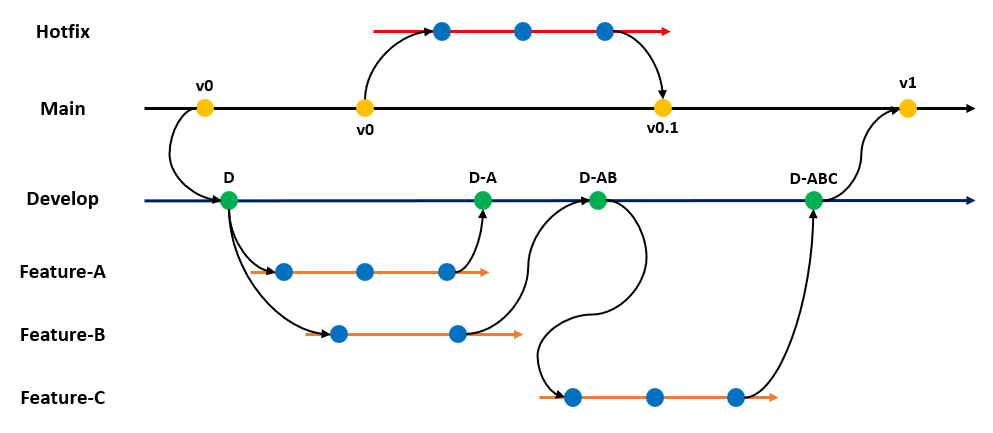 Hotfix
v0
v1
Main
v0
v0.1
D
D-A
D-AB
D-ABC
Develop
Feature-A
Feature-B
Feature-C